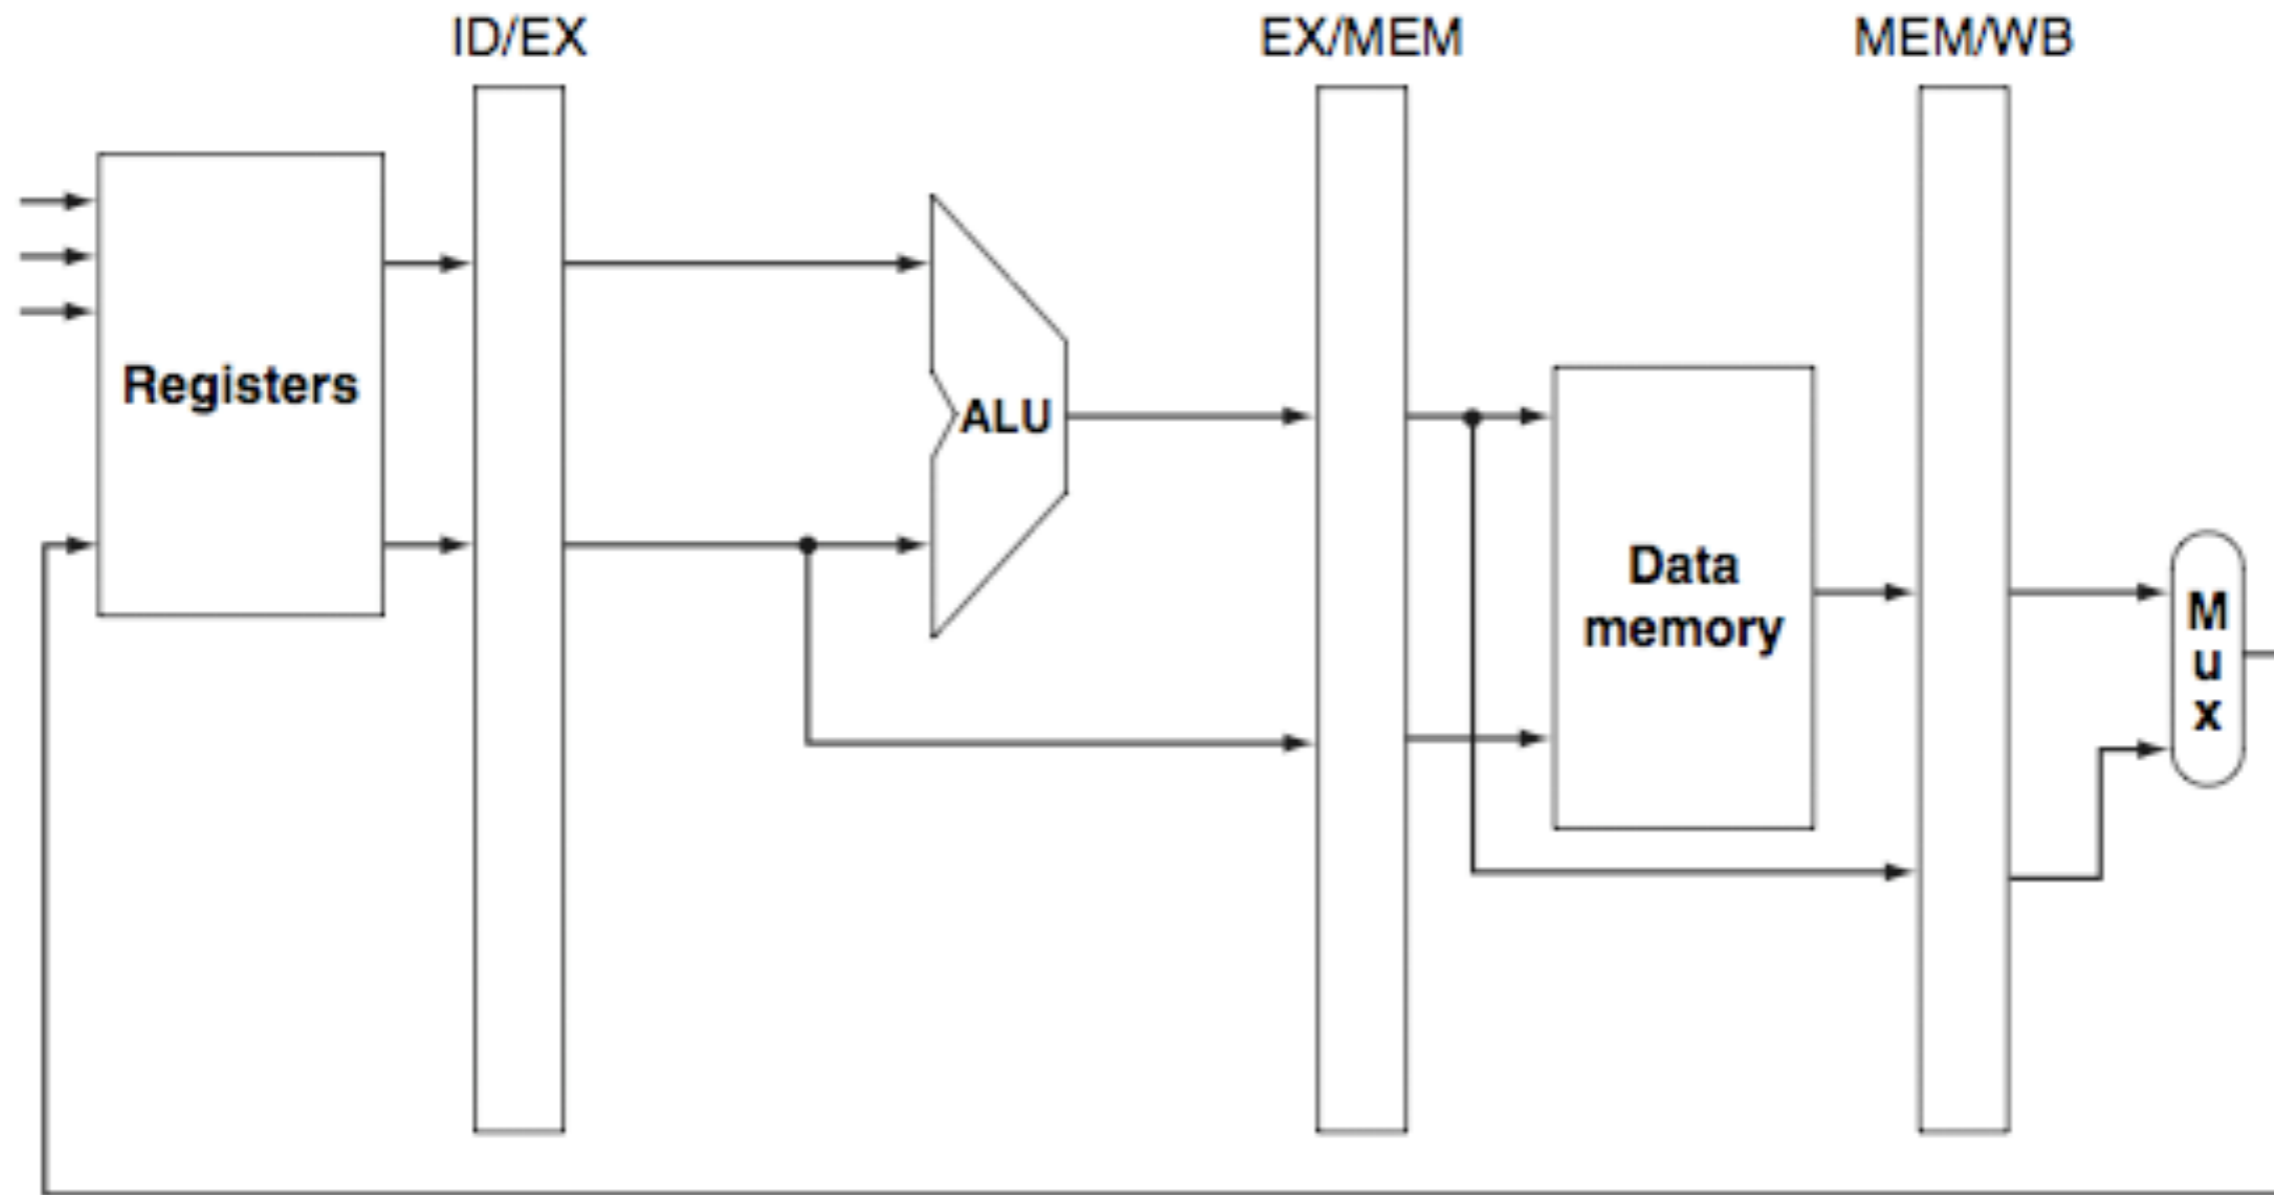 ID/EX
EX/MEM
MEM/WB
Registers
ALU
Data
memory
M
u
x